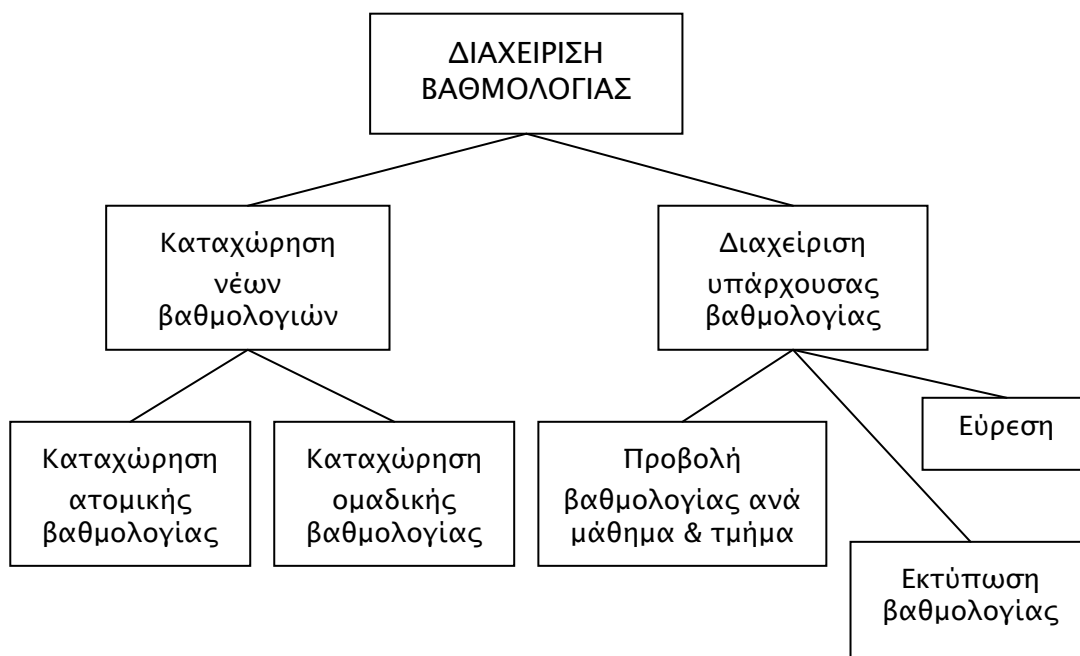 ΔΙΑΧΕΙΡΙΣΗ
ΒΑΘΜΟΛΟΓΙΑΣ
Καταχώρηση
νέων
βαθμολογιών
Διαχείριση
υπάρχουσας
βαθμολογίας
Καταχώρηση
ατομικής
βαθμολογίας
Καταχώρηση
ομαδικής
βαθμολογίας
Προβολή
βαθμολογίας ανά
μάθημα & τμήμα
Εύρεση
Εκτύπωση
βαθμολογίας